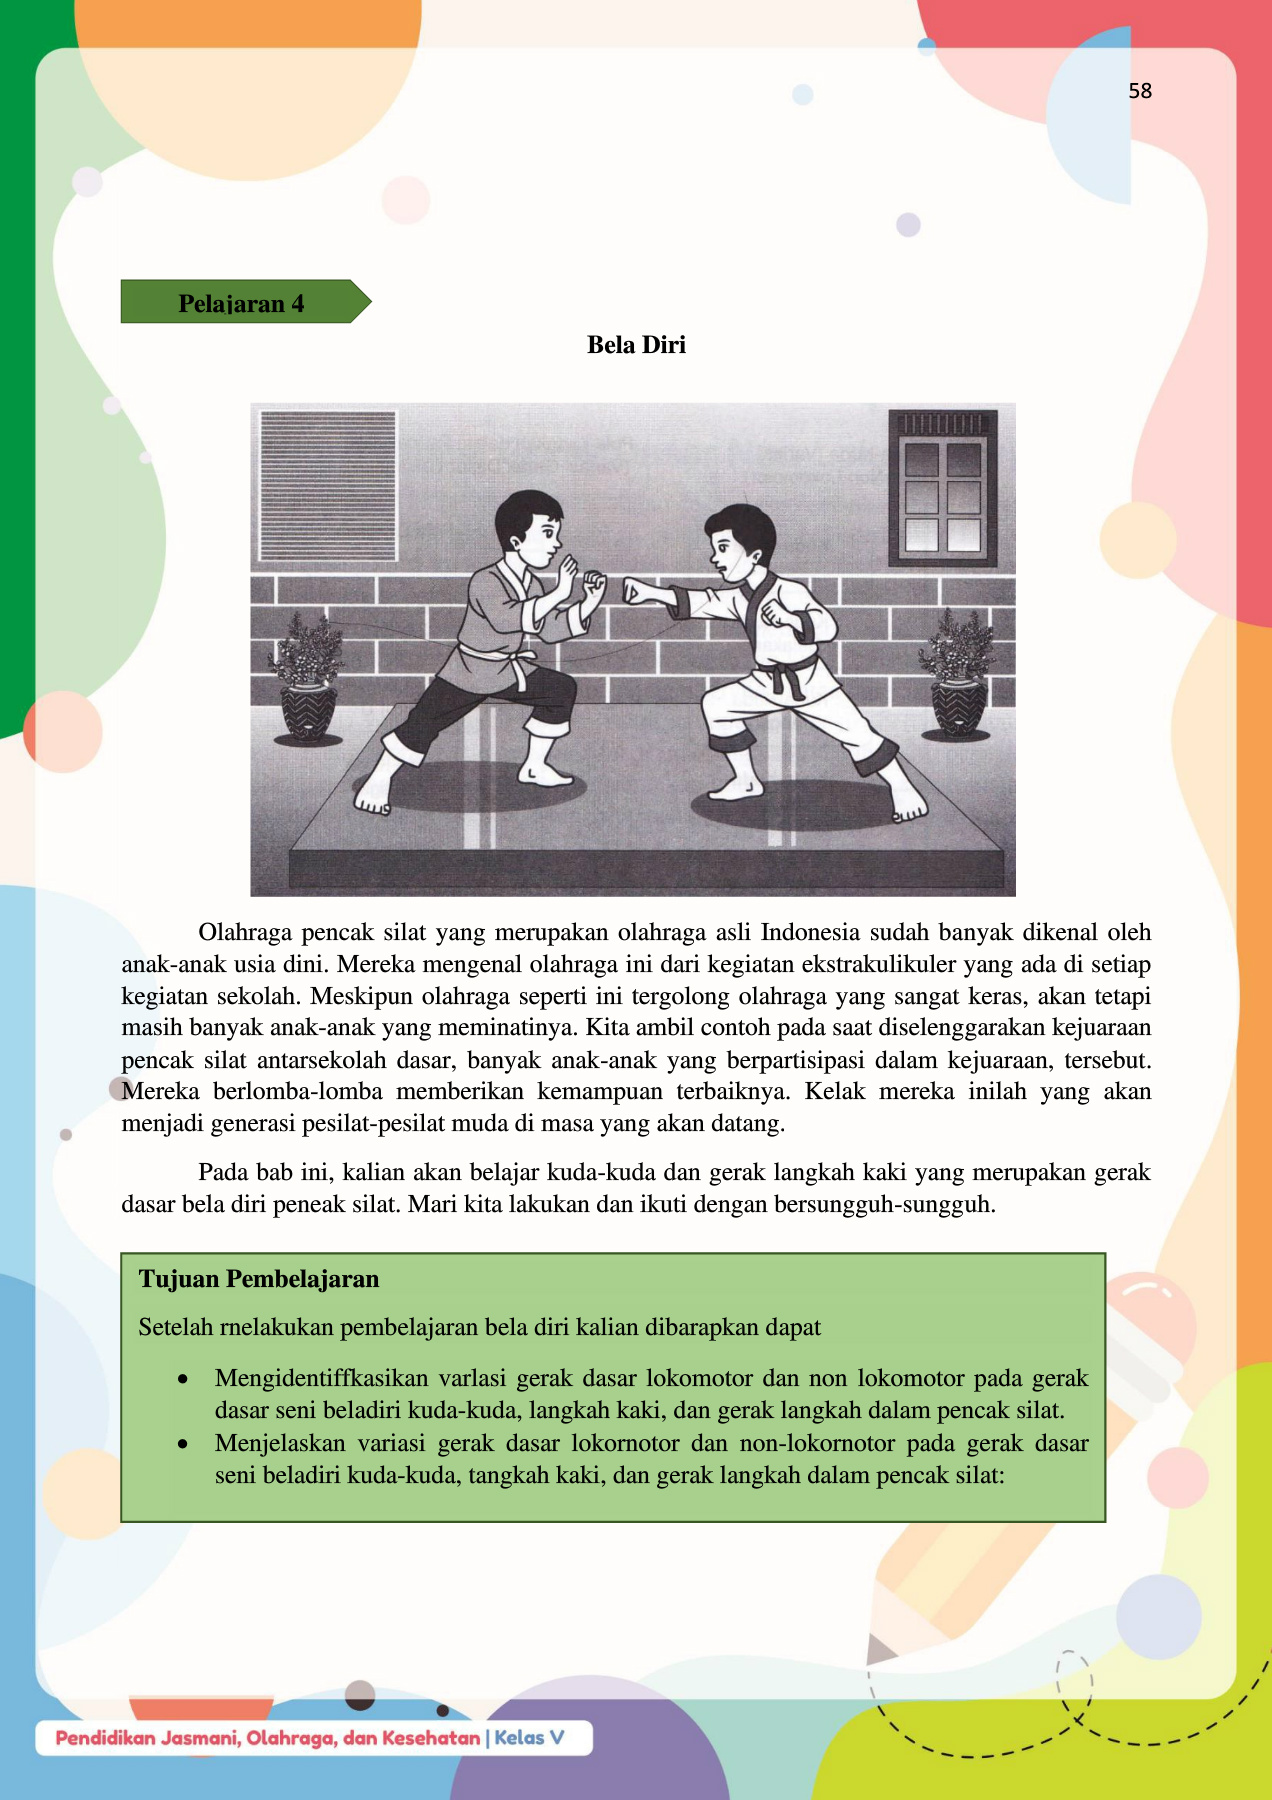 58
Pelajaran 4
Bela Diri
Olahraga pencak silat yang merupakan olahraga asli Indonesia sudah banyak dikenal oleh
anak-anak usia dini. Mereka mengenal olahraga ini dari kegiatan ekstrakulikuler yang ada di setiap
kegiatan sekolah. Meskipun olahraga seperti ini tergolong olahraga yang sangat keras, akan tetapi
masih banyak anak-anak yang meminatinya. Kita ambil contoh pada saat diselenggarakan kejuaraan
pencak silat antarsekolah dasar, banyak anak-anak yang berpartisipasi dalam kejuaraan, tersebut.
Mereka berlomba-lomba memberikan kemampuan terbaiknya. Kelak mereka inilah yang akan
menjadi generasi pesilat-pesilat muda di masa yang akan datang.
Pada bab ini, kalian akan belajar kuda-kuda dan gerak langkah kaki yang merupakan gerak
dasar bela diri peneak silat. Mari kita lakukan dan ikuti dengan bersungguh-sungguh.
Tujuan Pembelajaran
Setelah rnelakukan pembelajaran bela diri kalian dibarapkan dapat
• Mengidentiffkasikan varlasi gerak dasar lokomotor dan non lokomotor pada gerak
dasar seni beladiri kuda-kuda, langkah kaki, dan gerak langkah dalam pencak silat.
• Menjelaskan variasi gerak dasar lokornotor dan non-lokornotor pada gerak dasar
seni beladiri kuda-kuda, tangkah kaki, dan gerak langkah dalam pencak silat:
Pendidikan Jasmani, Olahraga, dan Kesehatan | Kelas V